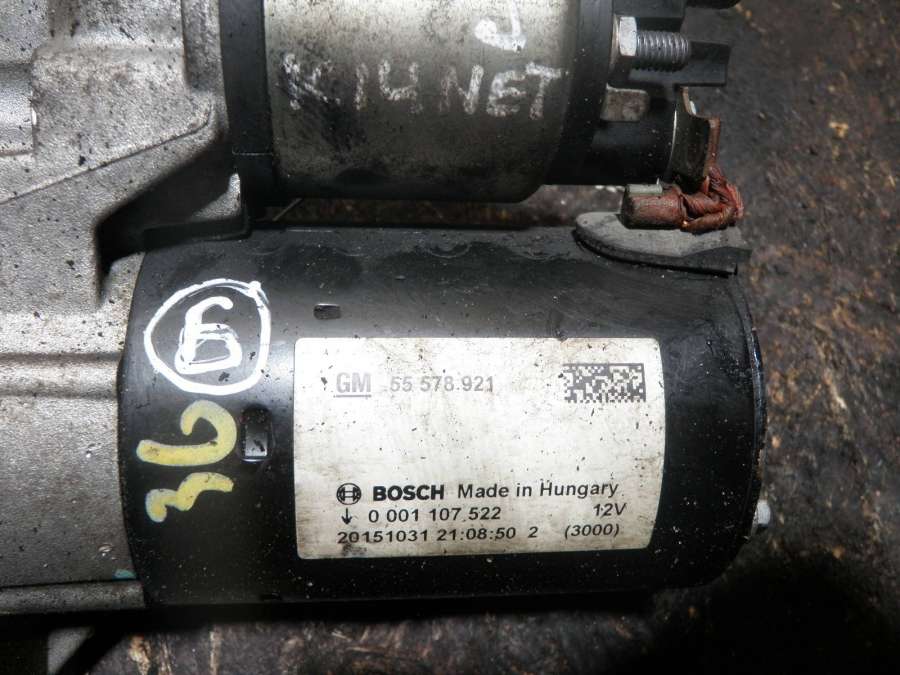 J
K14NET
Б
36
GM 55 578 921
BOSCH Made in Hungary
0 001 107 522 12V
20151031 21:08:50 2 (3000)